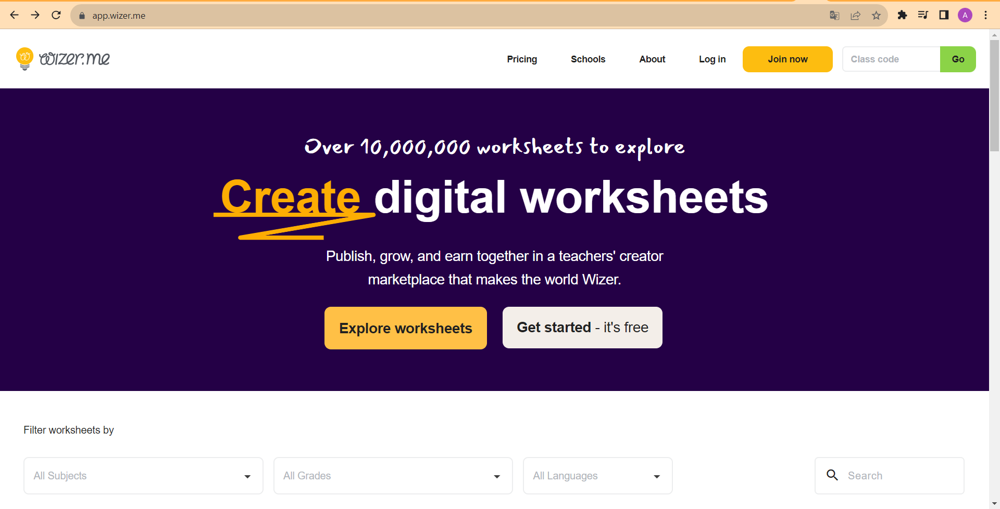 app.wizer.me
A
wizer.me
Pricing Schools About Log in Join now Class code Go
Over 10,000,000 worksheets to explore
Create digital worksheets
Publish, grow, and earn together in a teachers' creator
marketplace that makes the world Wizer.
Explore worksheets Get started - it's free
Filter worksheets by
All Subjects All Grades All Languages Search